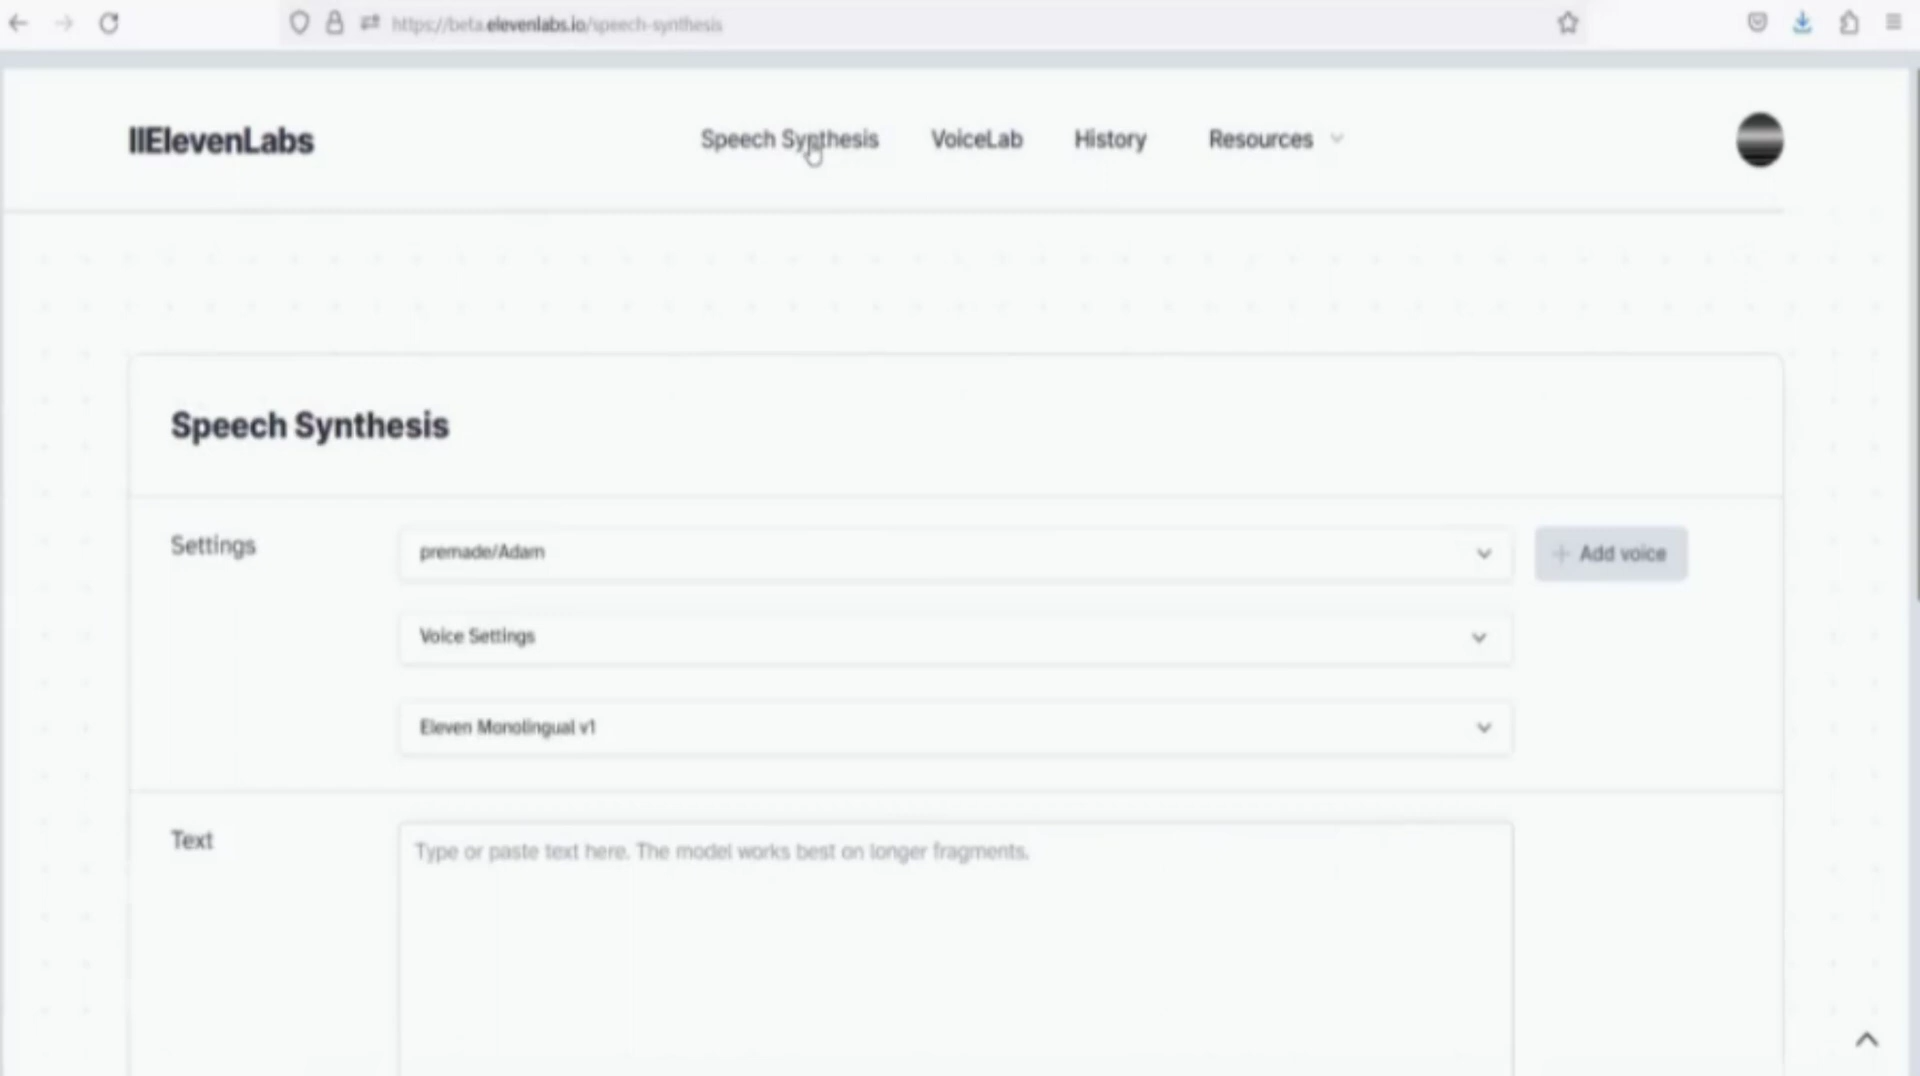 https://beta.elevenlabs.io/speech-synthesis
IIElevenLabs
Speech Synthesis
VoiceLab
History
Resources
Speech Synthesis
Settings
premade/Adam
+ Add voice
Voice Settings
Eleven Monolingual v1
Text
Type or paste text here. The model works best on longer fragments.